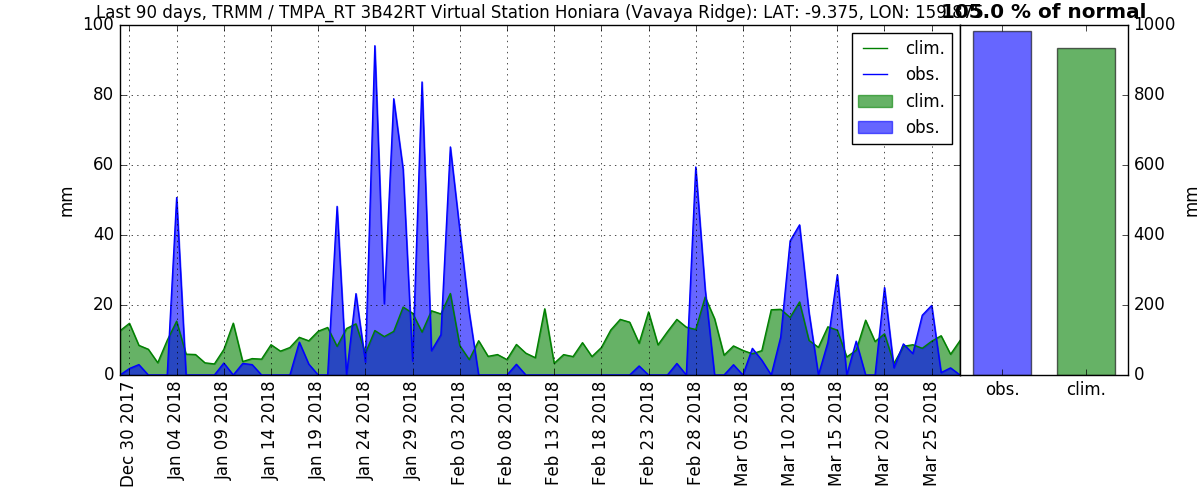 Last 90 days, TRMM / TMPA_RT 3B42RT Virtual Station Honiara (Vavaya Ridge): LAT: -9.375, LON:
105.0 % of normal
100
80
60
40
20
0
mm
clim.
obs.
clim.
obs.
1000
800
600
400
200
0
mm
Dec 30 2017
Jan 04 2018
Jan 09 2018
Jan 14 2018
Jan 19 2018
Jan 24 2018
Jan 29 2018
Feb 03 2018
Feb 08 2018
Feb 13 2018
Feb 18 2018
Feb 23 2018
Feb 28 2018
Mar 05 2018
Mar 10 2018
Mar 15 2018
Mar 20 2018
Mar 25 2018
obs.
clim.